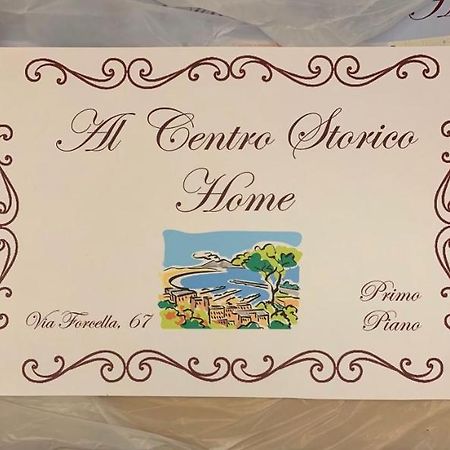 Al Centro Storico
Home
Via Forcella, 67
Primo
Piano